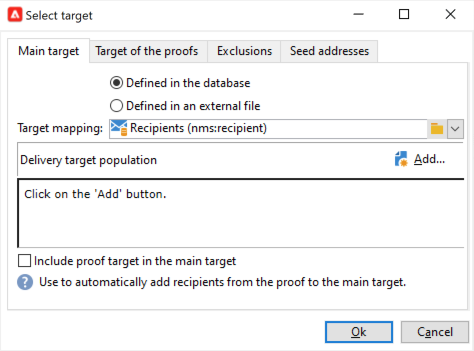 Select target
Main target Target of the proofs Exclusions Seed addresses
Defined in the database
Defined in an external file
Target mapping: Recipients (nms:recipient)
Delivery target population Add...
Click on the 'Add' button.
Include proof target in the main target
? Use to automatically add recipients from the proof to the main target.
Ok Cancel